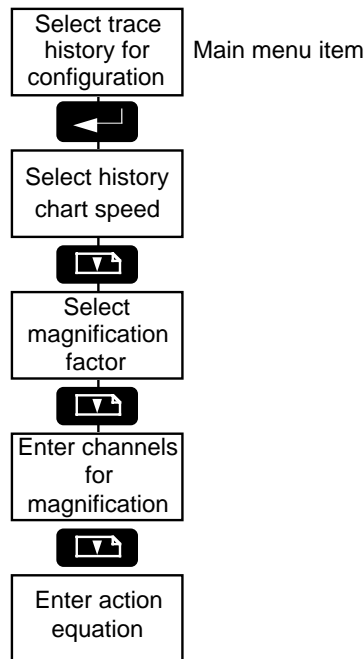 Select trace
history for
configuration
Main menu item
Select history
chart speed
Select
magnification
factor
Enter channels
for
magnification
Enter action
equation